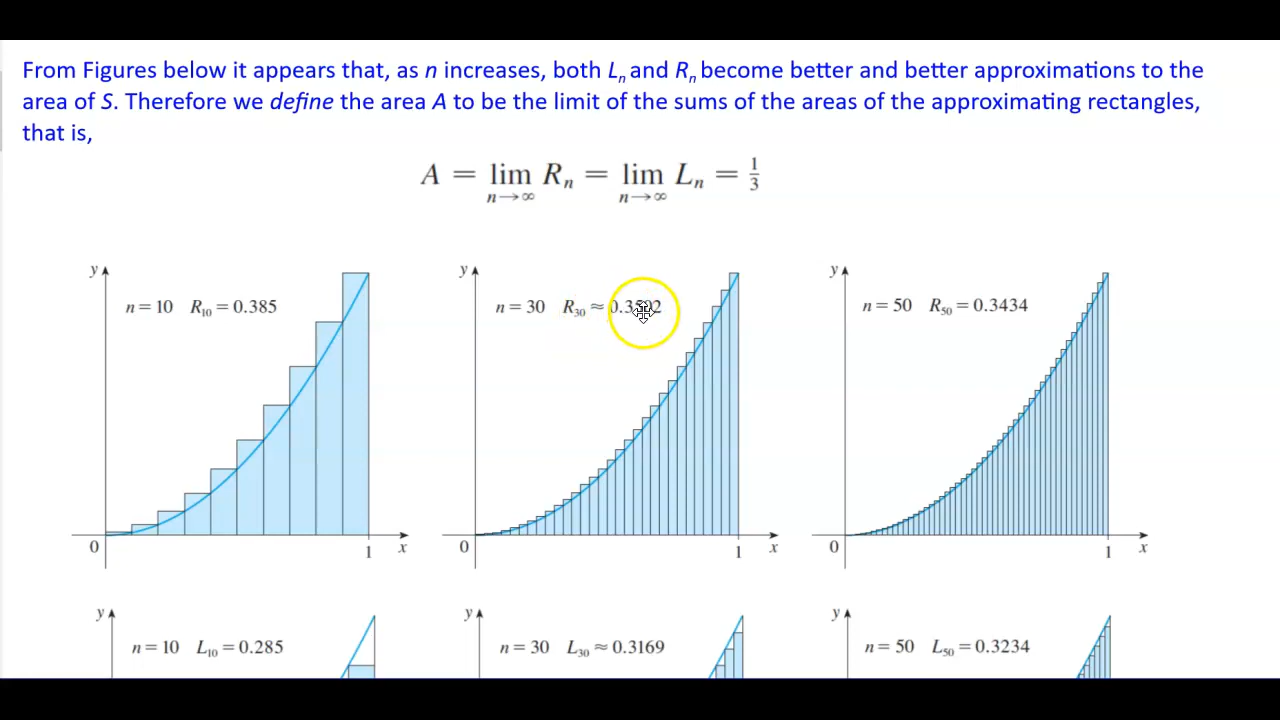 From Figures below it appears that, as n increases, both Lₙ and Rₙ become better and better approximations to the
area of S. Therefore we define the area A to be the limit of the sums of the areas of the approximating rectangles,
that is,
A = lim n→∞ Rₙ = lim n→∞ Lₙ = 1/3
y
n = 10 R₁₀ = 0.385
0
1
x
y
n = 30 R₃₀ ≈
0
1
x
y
n = 50 R₅₀ = 0.3434
0
1
x
y
n = 10 L₁₀ = 0.285
y
n = 30 L₃₀ ≈ 0.3169
y
n = 50 L₅₀ = 0.3234